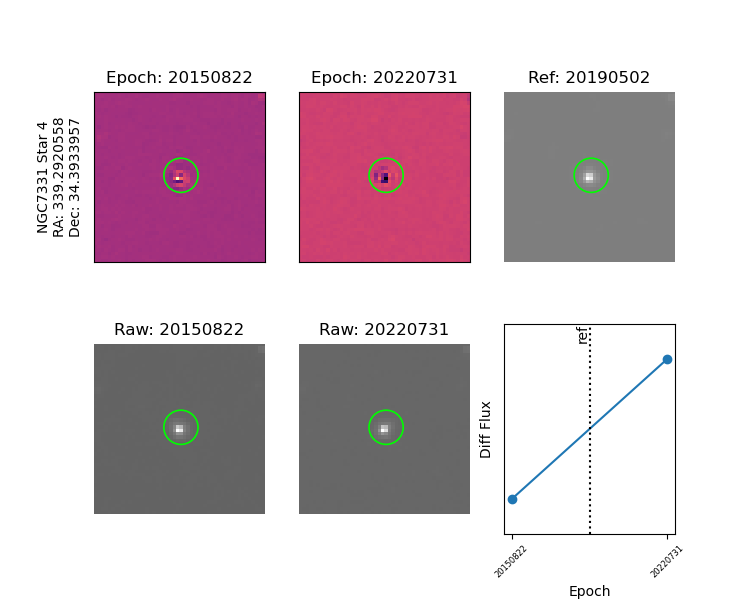 NGC7331 Star 4
RA: 339.2920558
Dec: 34.3933957
Epoch: 20150822
Epoch: 20220731
Ref: 20190502
Raw: 20150822
Raw: 20220731
ref
Diff Flux
20150822
20220731
Epoch